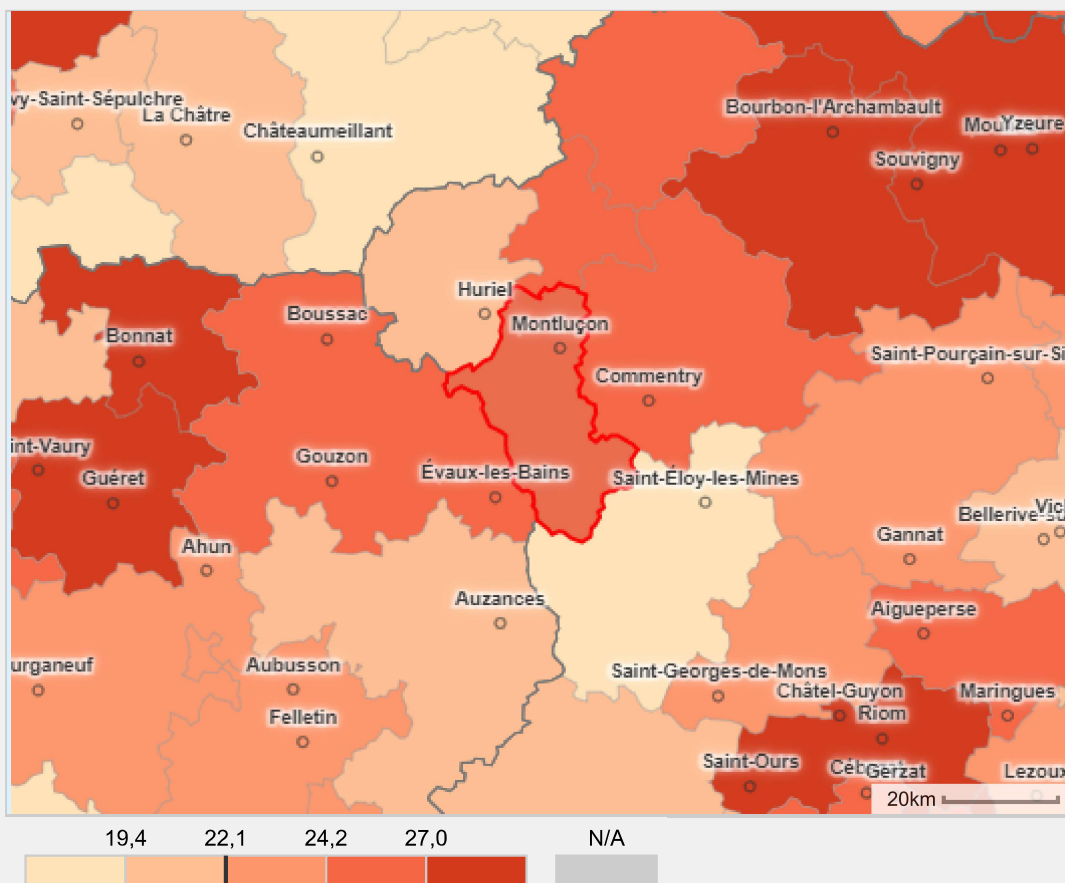 vy-Saint-Sépulchre
La Châtre
Châteaumeillant
Bourbon-l'Archambault
Yzeure
Souvigny
Huriel
Boussac
Montluçon
Bonnat
Saint-Pourçain-sur-Si
Commentry
int-Vaury
Gouzon
Évaux-les-Bains
Guéret
Saint-Éloy-les-Mines
Vic
Gannat
Ahun
Auzances
Aigueperse
urganeuf
Aubusson
Saint-Georges-de-Mons
Châtel-Guyon
Maringues
Felletin
Riom
Saint-Ours
Gerzat
Lezoux
20km
19,4 22,1 24,2 27,0 N/A